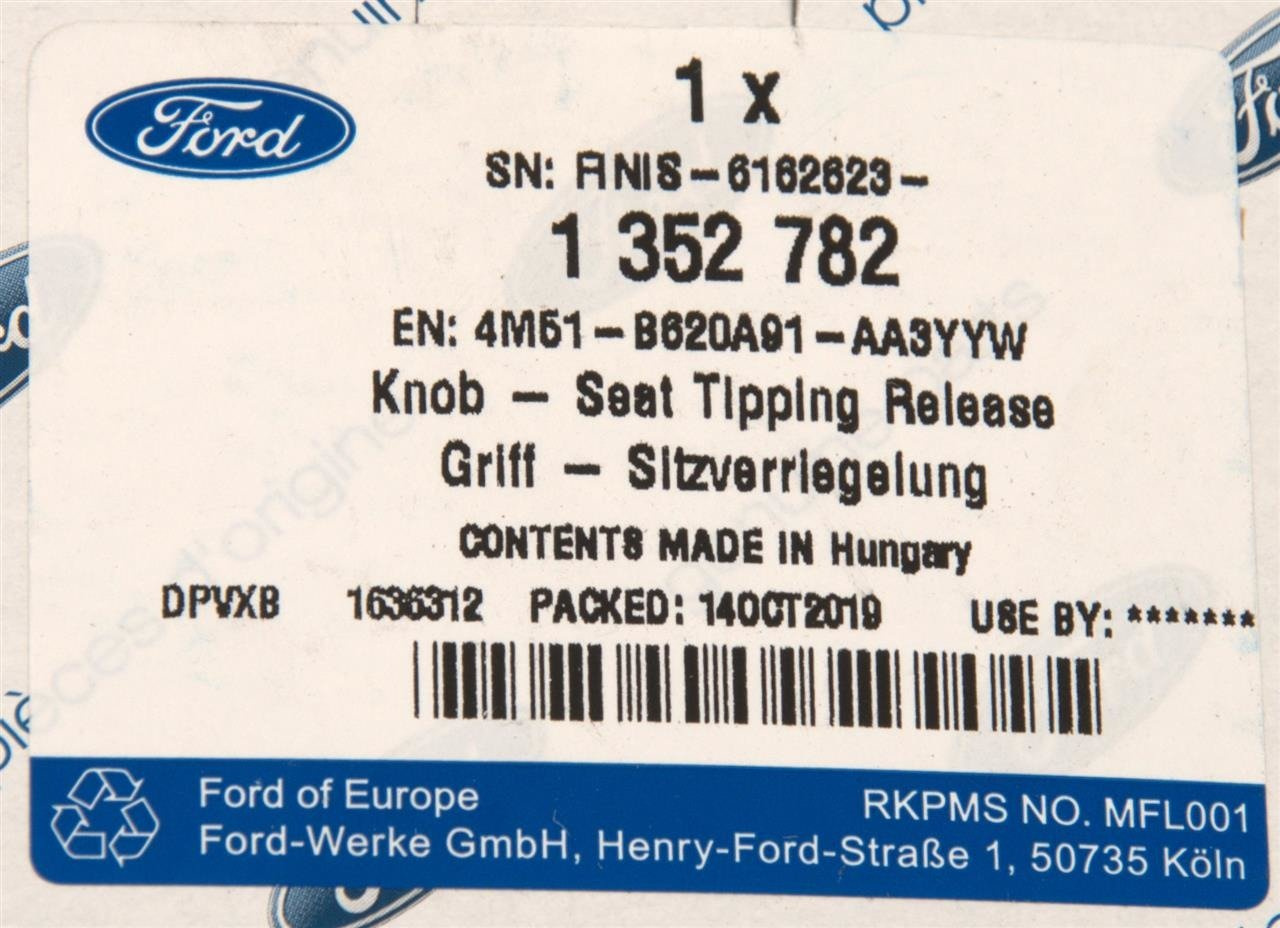 Ford
1 x
SN: FINIS-6162623-
1 352 782
EN: 4M51-B620A91-AA3YYW
Knob - Seat Tipping Release
Griff - Sitzverriegelung
CONTENTS MADE IN Hungary
DPVXB 1636312 PACKED: 14OCT2019 USE BY: *******
Ford of Europe
RKPMS NO. MFL001
Ford-Werke GmbH, Henry-Ford-Straße 1, 50735 Köln
pièces d'origine